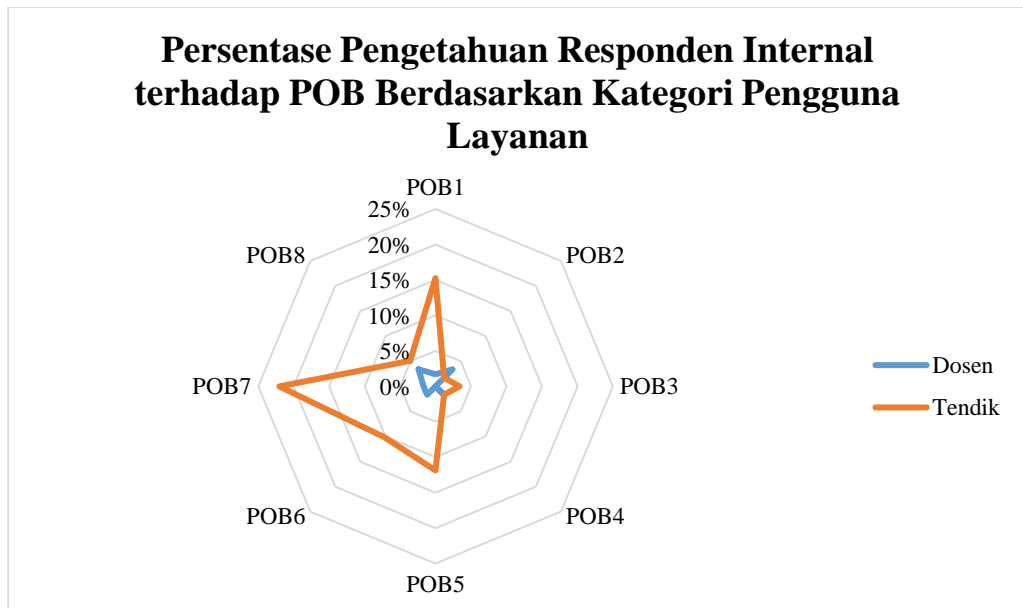 Persentase Pengetahuan Responden Internal
terhadap POB Berdasarkan Kategori Pengguna
Layanan
POB1
25%
20%
15%
10%
5%
0%
POB2
POB3
POB4
POB5
POB6
POB7
POB8
Dosen
Tendik